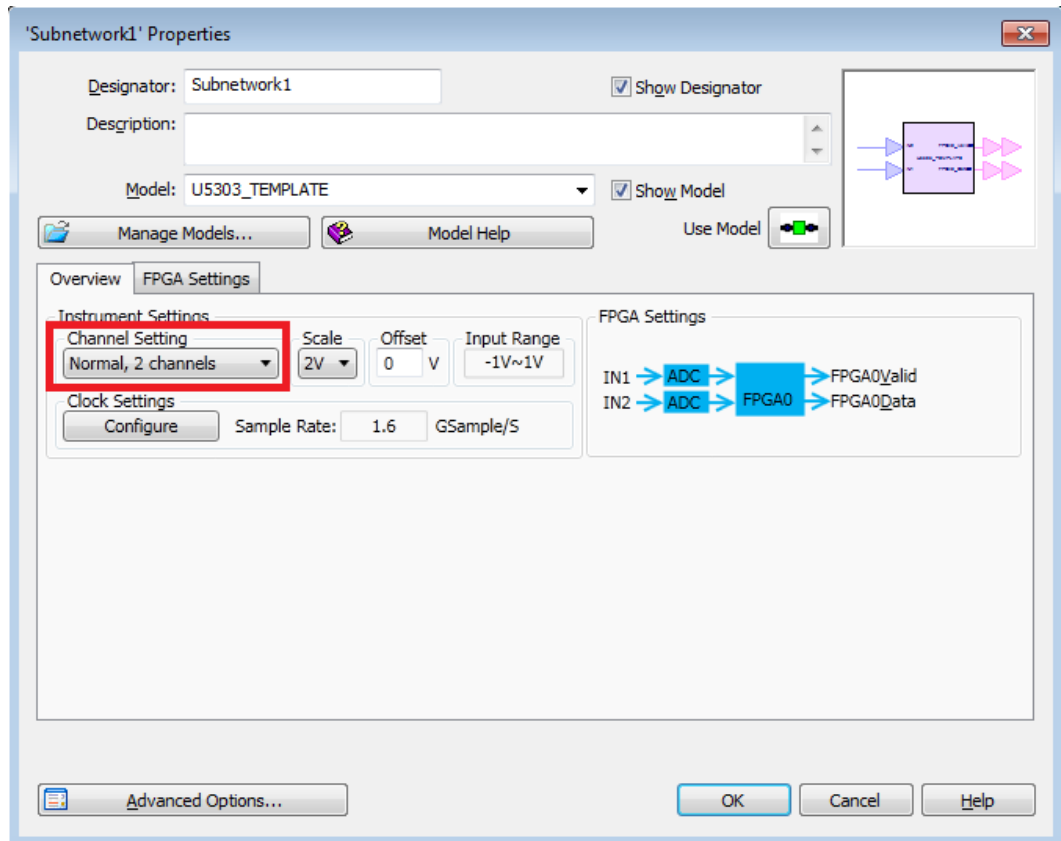 'Subnetwork1' Properties
Designator: Subnetwork1
Show Designator
Description:
Model: U5303_TEMPLATE
Show Model
Manage Models...
Model Help
Use Model
Overview
FPGA Settings
Instrument Settings
Channel Setting
Normal, 2 channels
Scale
2V
Offset
0 V
Input Range
-1V~1V
Clock Settings
Configure
Sample Rate: 1.6 GSample/S
FPGA Settings
IN1 ADC FPGA0Valid
IN2 ADC FPGA0 FPGA0Data
Advanced Options...
OK
Cancel
Help